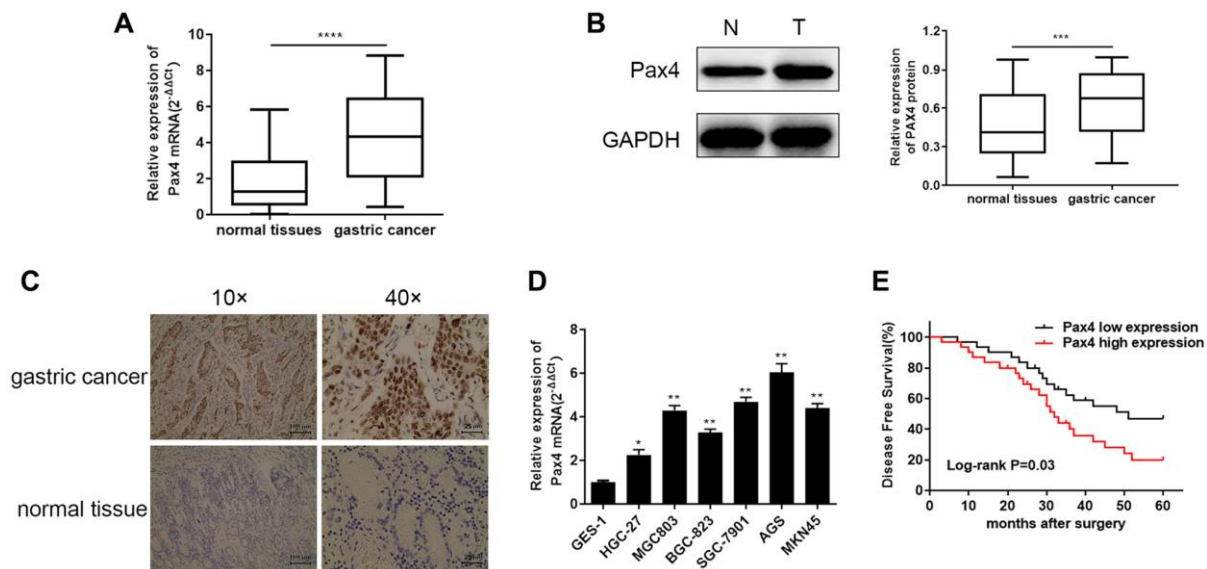 A
Relative expression of
Pax4 mRNA(2-ΔΔCt)
10
8
6
4
2
0
****
normal tissues
gastric cancer
B
N
T
Pax4
GAPDH
Relative expression
of PAX4 protein
1.2
0.9
0.6
0.3
0.0
***
normal tissues
gastric cancer
C
10×
40×
gastric cancer
normal tissue
D
Relative expression of
Pax4 mRNA(2-ΔΔCt)
8
6
4
2
0
*
**
**
**
**
**
GES-1
HGC-27
MGC803
BGC-823
SGC-7901
AGS
MKN45
E
Disease Free Survival(%)
100
80
60
40
20
0
Pax4 low expression
Pax4 high expression
Log-rank P=0.03
0
10
20
30
40
50
60
months after surgery